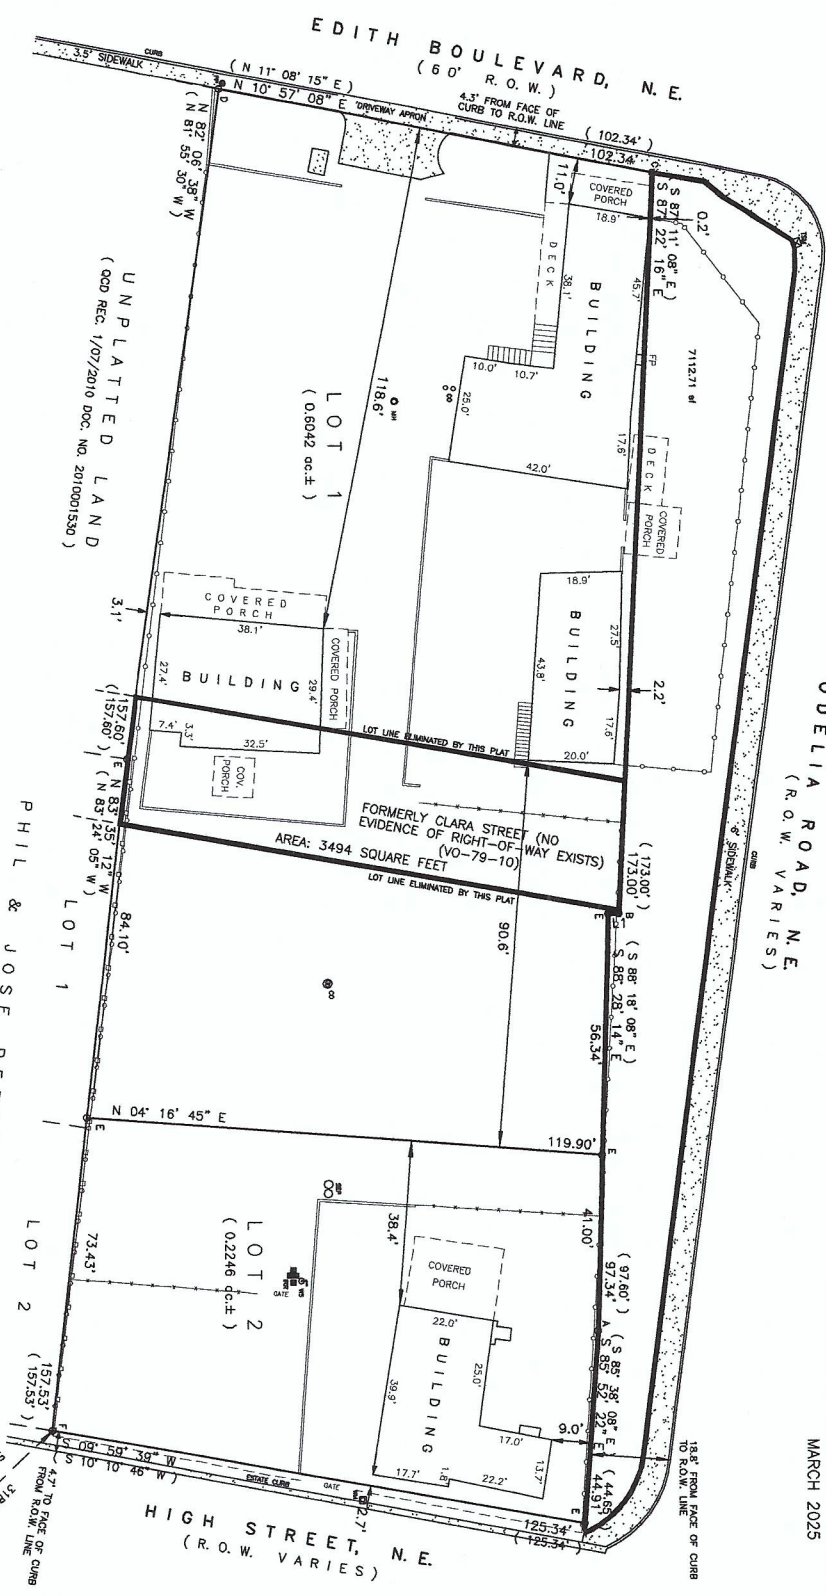 EDITH BOULEVARD, N.E.
( 60' R.O.W. )
CURB
3.5' SIDEWALK
( N 11° 08' 15" E )
N 10° 57' 08" E
DRIVEWAY APRON
4.3' FROM FACE OF
CURB TO R.O.W. LINE
( 102.34' )
102.34'
D
N 82° 06' 38" W
( N 81° 55' 30" W )
C
( S 87° 11' 08" E )
S 87° 22' 16" E
0.2'
11.0'
COVERED
PORCH
18.9'
DECK
38.1'
45.7'
BUILDING
FP
7112.71 sf
10.0'
10.7'
25.0'
17.6'
42.0'
DECK
COVERED
PORCH
MH
118.6'
LOT 1
( 0.6042 ac.± )
UNPLATTED LAND
( QCD REC. 1/07/2010 DOC. NO. 2010001530 )
COVERED
PORCH
3.1'
38.1'
27.4'
BUILDING
29.4'
COVERED PORCH
7.4'
3.3'
32.5'
COV.
PORCH
18.9'
27.5'
BUILDING
43.8'
17.6'
20.0'
2.2'
LOT LINE ELIMINATED BY THIS PLAT
FORMERLY CLARA STREET (NO
EVIDENCE OF RIGHT-OF-WAY EXISTS)
(VO-79-10)
AREA: 3494 SQUARE FEET
LOT LINE ELIMINATED BY THIS PLAT
( 157.60' )
157.60'
E
N 83° 35' 12" W
( N 83° 24' 05" W )
( 173.00' )
173.00'
B
E
ODELIA ROAD, N.E.
( R.O.W. VARIES )
CURB
6' SIDEWALK
LOT 1
84.10'
90.6'
( S 88° 18' 08" E )
S 88° 28' 14" E
56.34'
N 04° 16' 45" E
119.90'
E
E
PHIL & JOSE
LOT 2
73.43'
LOT 2
( 0.2246 ac.± )
GATE
38.4'
41.00'
( 97.60' )
97.34'
A
COVERED
PORCH
22.0'
25.0'
BUILDING
39.9'
17.0'
13.7'
17.7'
1.8'
22.2'
9.0'
( S 85° 38' 08" E )
S 85° 52' 22" E
( 44.65' )
44.91'
E
18.8' FROM FACE OF CURB
TO R.O.W. LINE
157.53'
( 157.53' )
F
S 09° 59' 39" W
( S 10° 10' 46" W )
ESTATE CURB
GATE
2.7'
125.34'
( 125.34' )
4.7' TO FACE OF CURB
FROM R.O.W. LINE
HIGH STREET, N.E.
( R.O.W. VARIES )
MARCH 2025